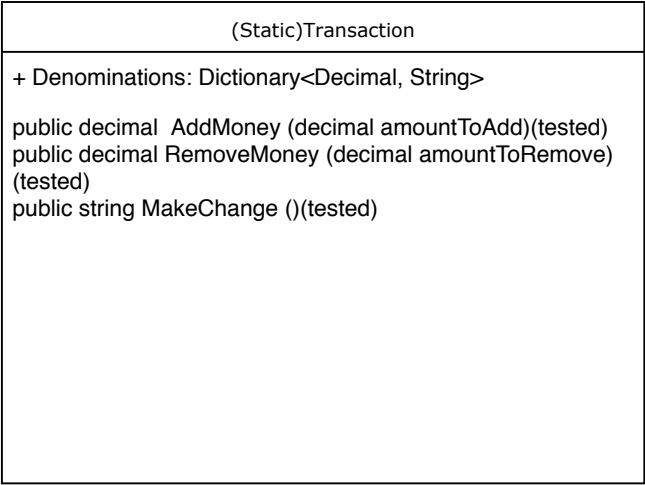 (Static)Transaction
+ Denominations: Dictionary<Decimal, String>
public decimal  AddMoney (decimal amountToAdd)(tested)
public decimal RemoveMoney (decimal amountToRemove)
(tested)
public string MakeChange ()(tested)